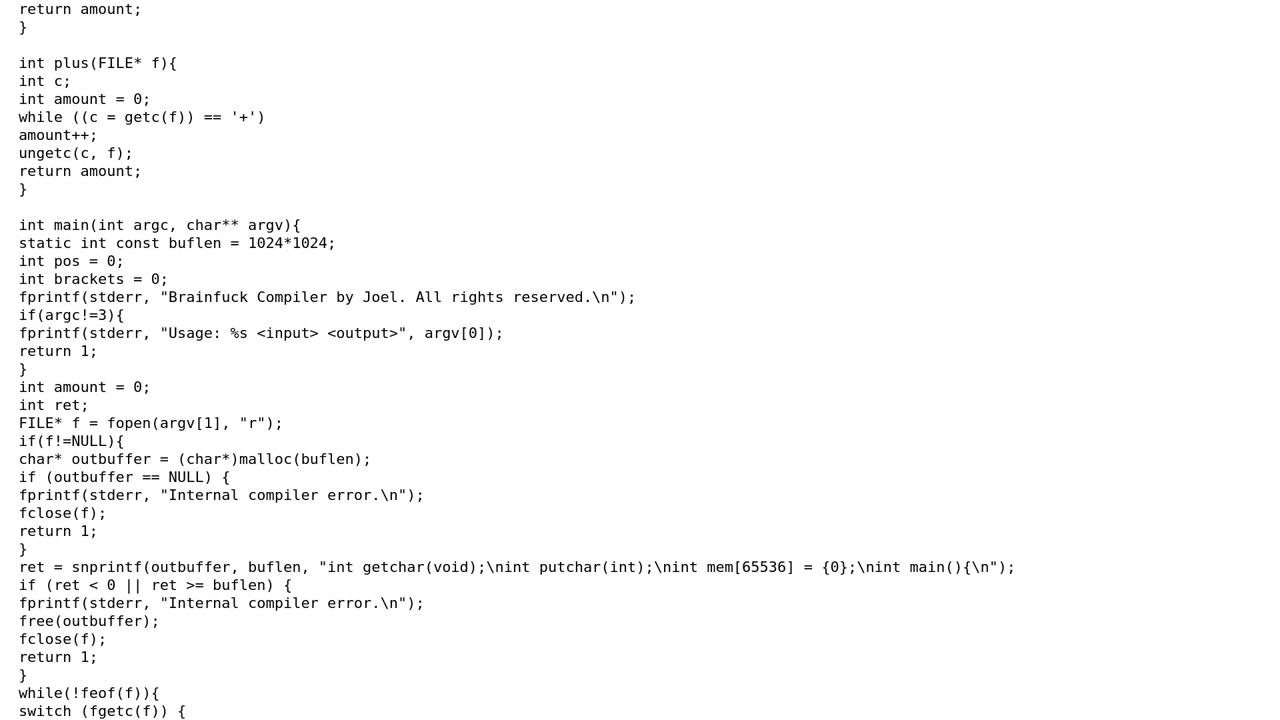 return amount;
}

int plus(FILE* f){
int c;
int amount = 0;
while ((c = getc(f)) == '+')
amount++;
ungetc(c, f);
return amount;
}

int main(int argc, char** argv){
static int const buflen = 1024*1024;
int pos = 0;
int brackets = 0;
fprintf(stderr, "Brainfuck Compiler by Joel. All rights reserved.\n");
if(argc!=3){
fprintf(stderr, "Usage: %s <input> <output>", argv[0]);
return 1;
}
int amount = 0;
int ret;
FILE* f = fopen(argv[1], "r");
if(f!=NULL){
char* outbuffer = (char*)malloc(buflen);
if (outbuffer == NULL) {
fprintf(stderr, "Internal compiler error.\n");
fclose(f);
return 1;
}
ret = snprintf(outbuffer, buflen, "int getchar(void);\nint putchar(int);\nint mem[65536] = {0};\nint main(){\n");
if (ret < 0 || ret >= buflen) {
fprintf(stderr, "Internal compiler error.\n");
free(outbuffer);
fclose(f);
return 1;
}
while(!feof(f)){
switch (fgetc(f)) {